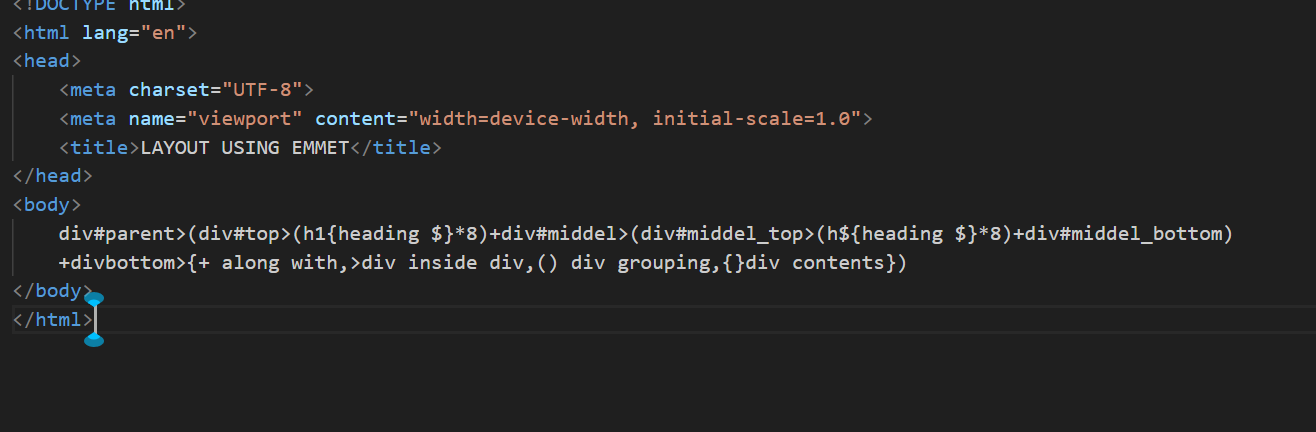 <!DOCTYPE html>
<html lang="en">
<head>
<meta charset="UTF-8">
<meta name="viewport" content="width=device-width, initial-scale=1.0">
<title>LAYOUT USING EMMET</title>
</head>
<body>
div#parent>(div#top>(h1{heading $}*8)+div#middel>(div#middel_top>(h${heading $}*8)+div#middel_bottom)
+divbottom>{+ along with,>div inside div,() div grouping,{}div contents})
</body>
</html>